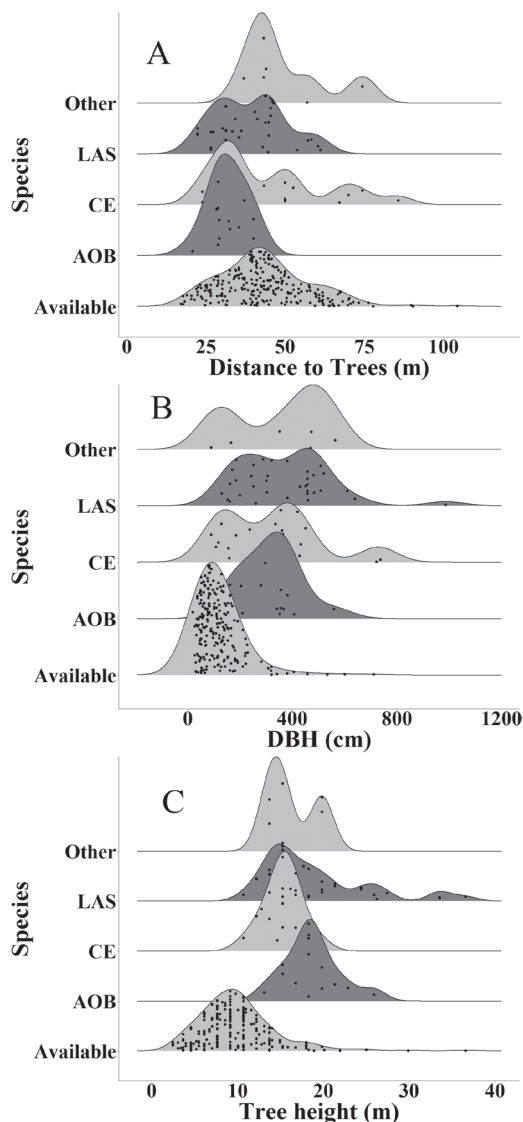 A
Other
LAS
CE
AOB
Available
Species
0 25 50 75 100
Distance to Trees (m)
B
Other
LAS
CE
AOB
Available
Species
0 400 800 1200
DBH (cm)
C
Other
LAS
CE
AOB
Available
Species
0 10 20 30 40
Tree height (m)